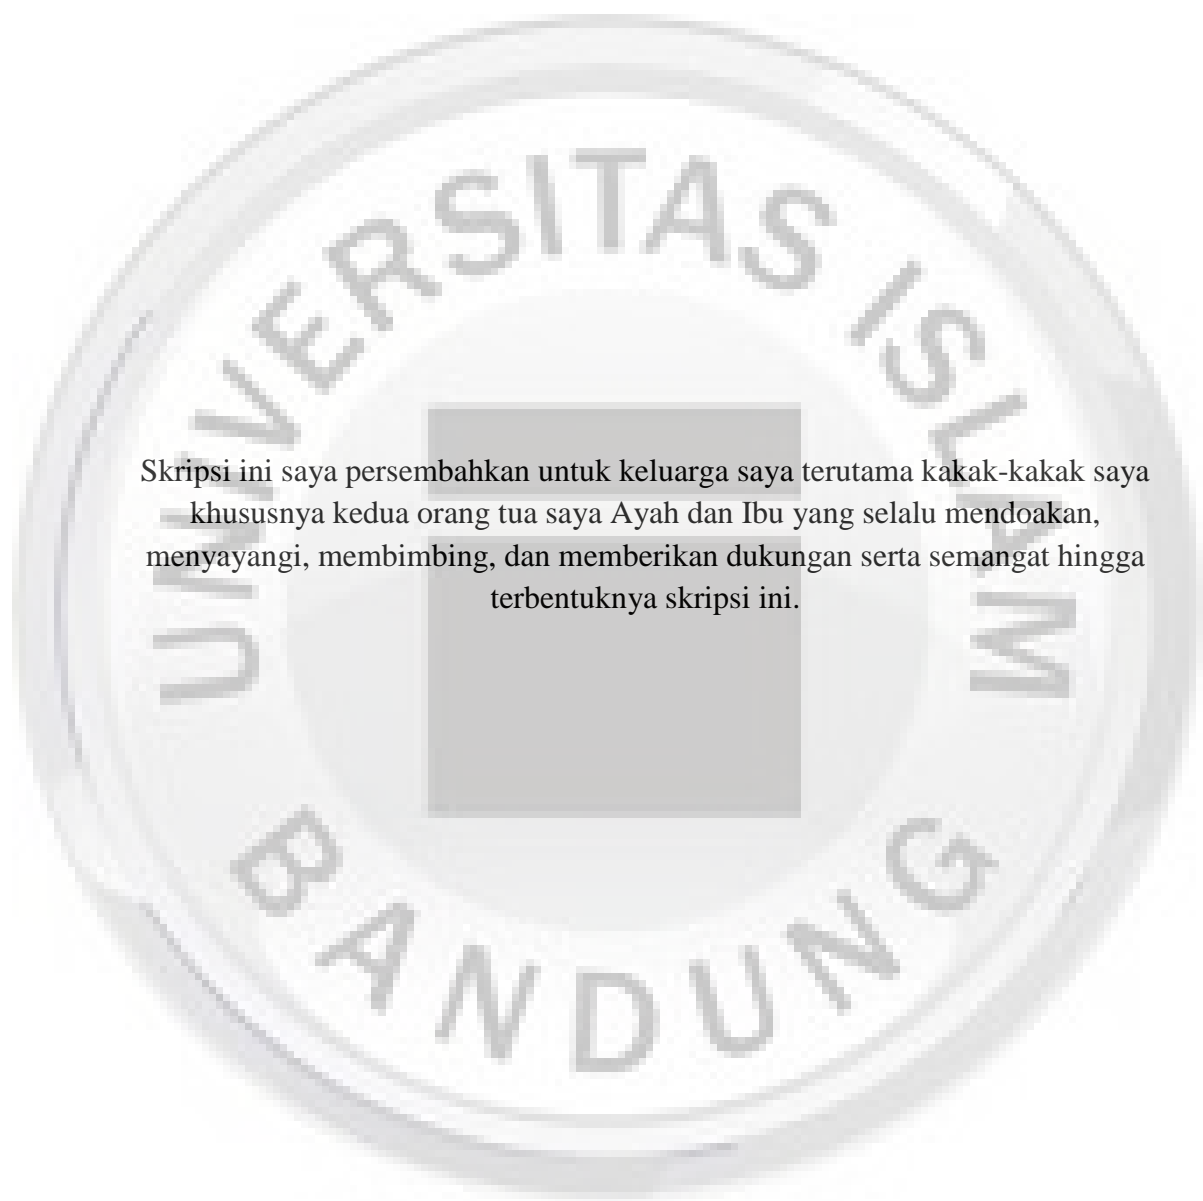 UNIVERSITAS ISLAM
Skripsi ini saya persembahkan untuk keluarga saya terutama kakak-kakak saya
khususnya kedua orang tua saya Ayah dan Ibu yang selalu mendoakan,
menyayangi, membimbing, dan memberikan dukungan serta semangat hingga
terbentuknya skripsi ini.
BANDUNG